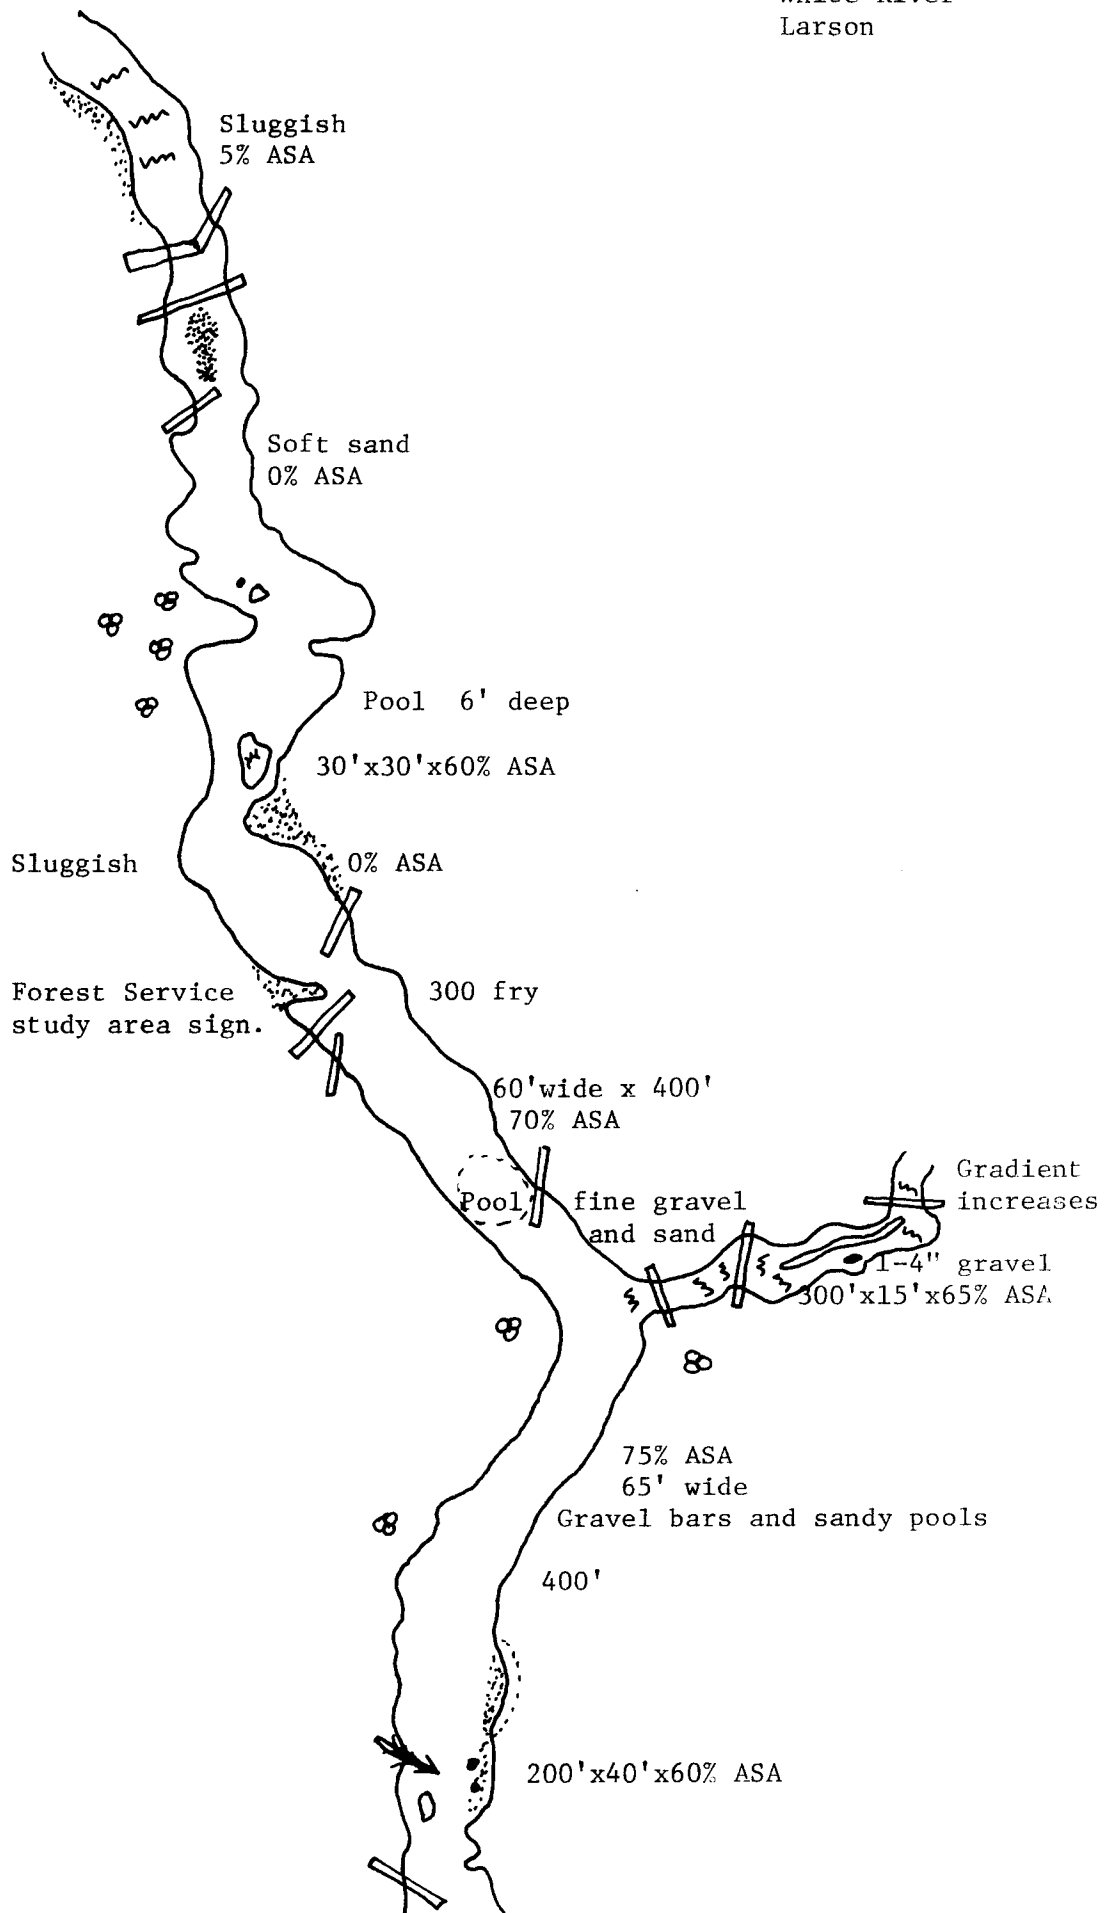 White River
Larson
Sluggish
5% ASA
Soft sand
0% ASA
Pool 6' deep
30'x30'x60% ASA
Sluggish
0% ASA
Forest Service
study area sign.
300 fry
60'wide x 400'
70% ASA
Pool
fine gravel
and sand
Gradient
increases
1-4" gravel
300'x15'x65% ASA
75% ASA
65' wide
Gravel bars and sandy pools
400'
200'x40'x60% ASA